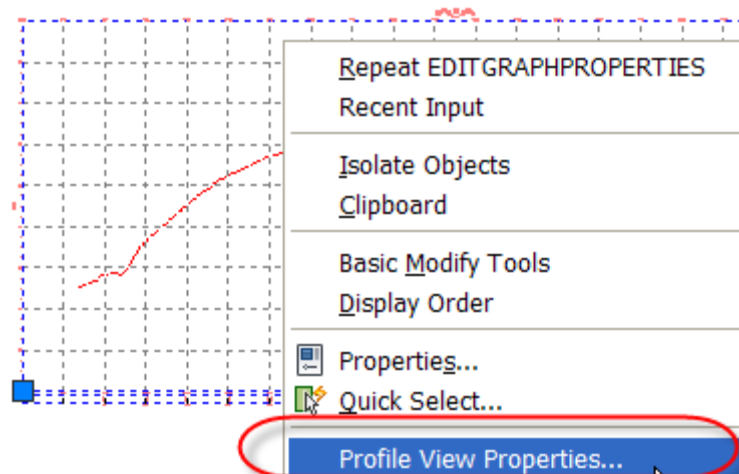 Repeat EDITGRAPHPROPERTIES
Recent Input
Isolate Objects
Clipboard
Basic Modify Tools
Display Order
Properties...
Quick Select...
Profile View Properties...